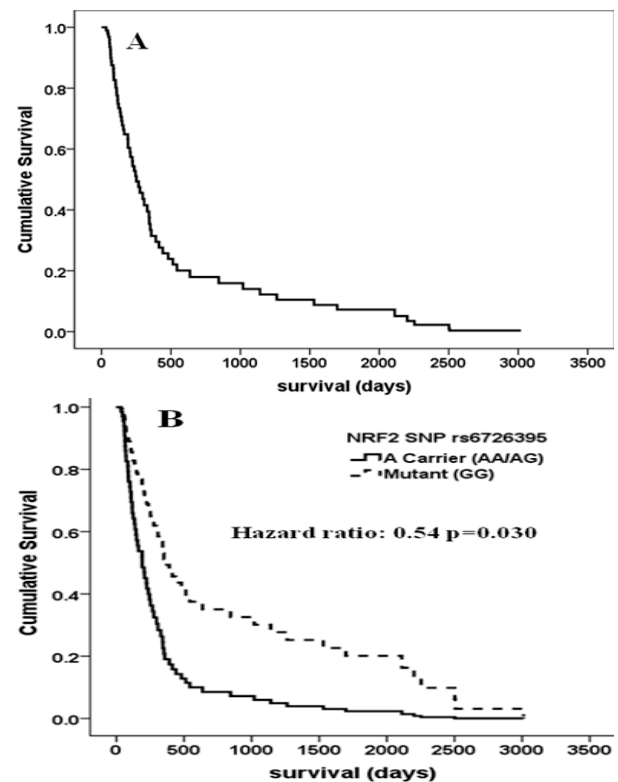 A
Cumulative Survival
1.0
0.8
0.6
0.4
0.2
0.0
0 500 1000 1500 2000 2500 3000 3500
survival (days)
B
NRF2 SNP rs6726395
A Carrier (AA/AG)
Mutant (GG)
Hazard ratio: 0.54 p=0.030
Cumulative Survival
1.0
0.8
0.6
0.4
0.2
0.0
0 500 1000 1500 2000 2500 3000 3500
survival (days)